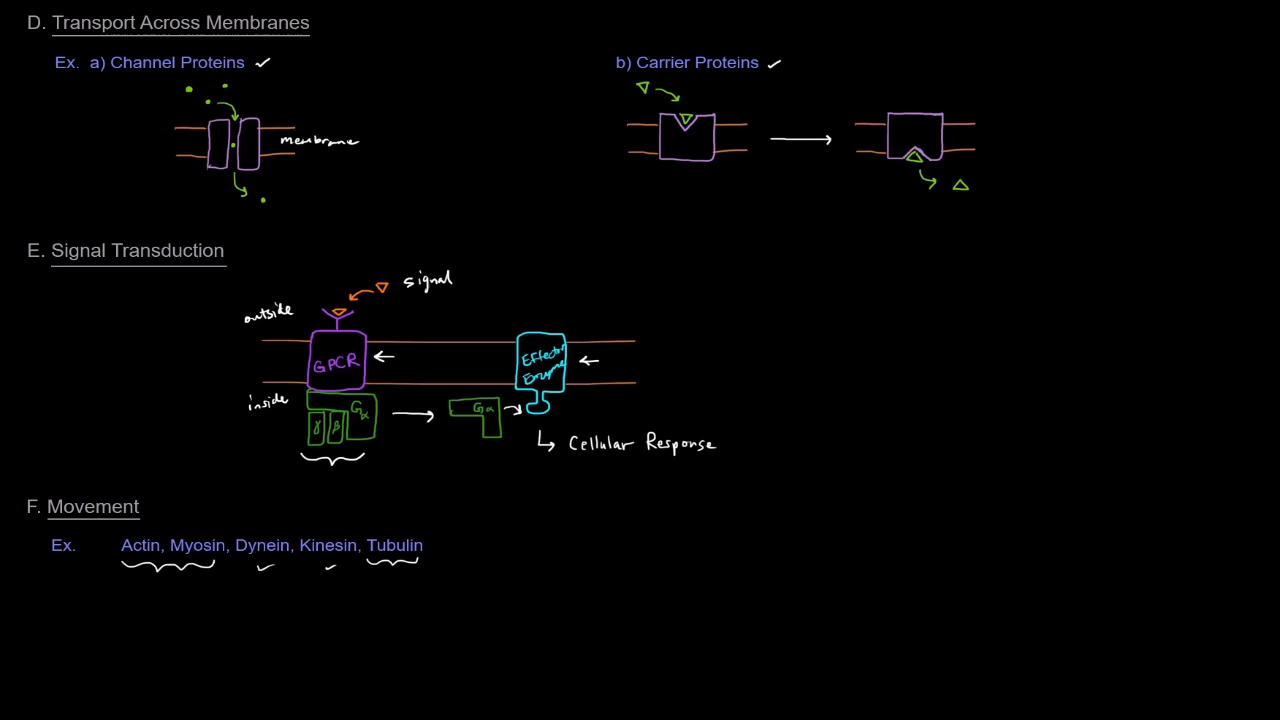 D. Transport Across Membranes
Ex. a) Channel Proteins
b) Carrier Proteins
membrane
E. Signal Transduction
signal
outside
GPCR
Effector
Enzyme
inside
Gα
γ β
Gα
Cellular Response
F. Movement
Ex. Actin, Myosin, Dynein, Kinesin, Tubulin